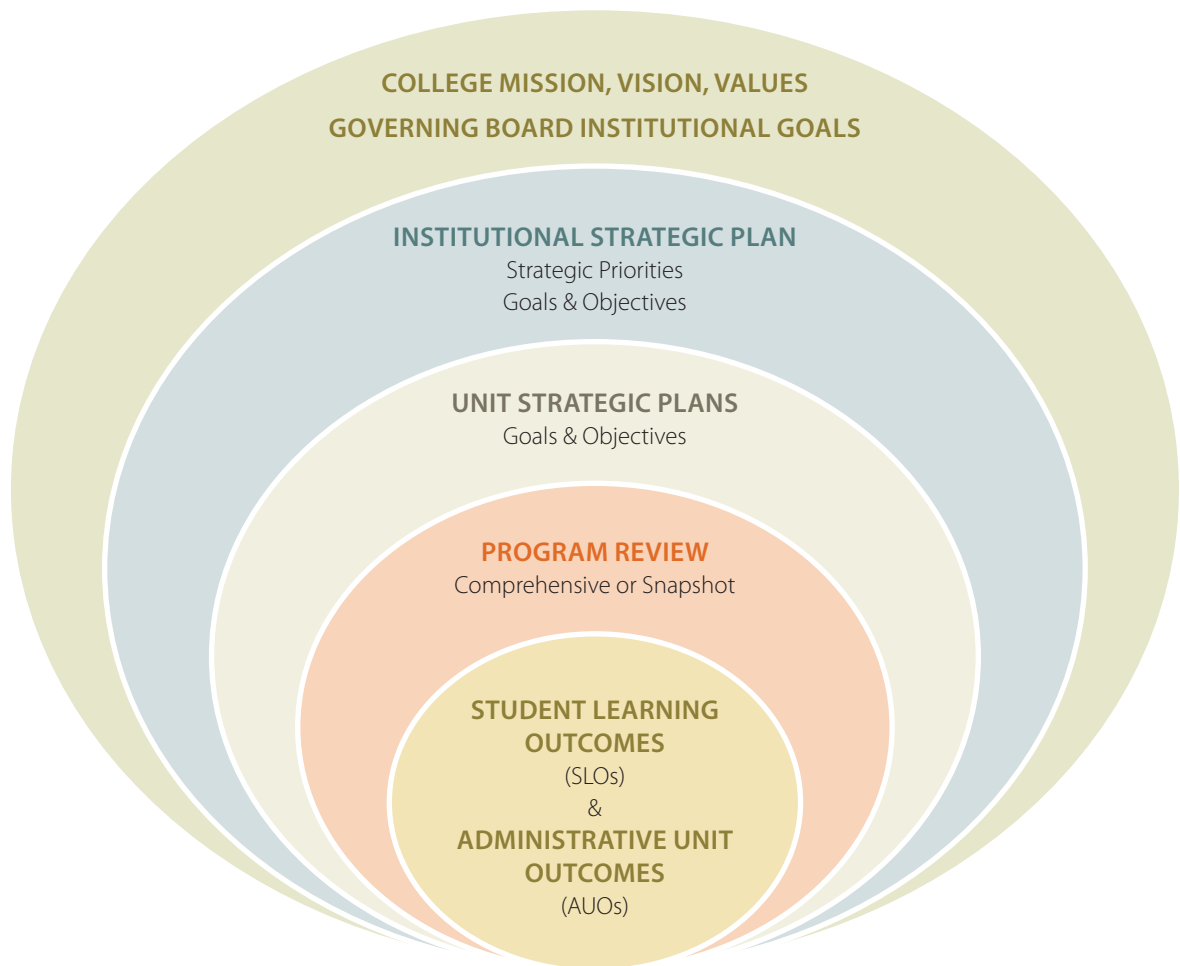 COLLEGE MISSION, VISION, VALUES
GOVERNING BOARD INSTITUTIONAL GOALS
INSTITUTIONAL STRATEGIC PLAN
Strategic Priorities
Goals & Objectives
UNIT STRATEGIC PLANS
Goals & Objectives
PROGRAM REVIEW
Comprehensive or Snapshot
STUDENT LEARNING
OUTCOMES
(SLOs)
&
ADMINISTRATIVE UNIT
OUTCOMES
(AUOs)